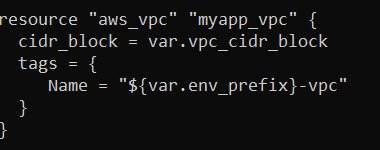 resource "aws_vpc" "myapp_vpc" {
  cidr_block = var.vpc_cidr_block
  tags = {
     Name = "${var.env_prefix}-vpc"
  }
}